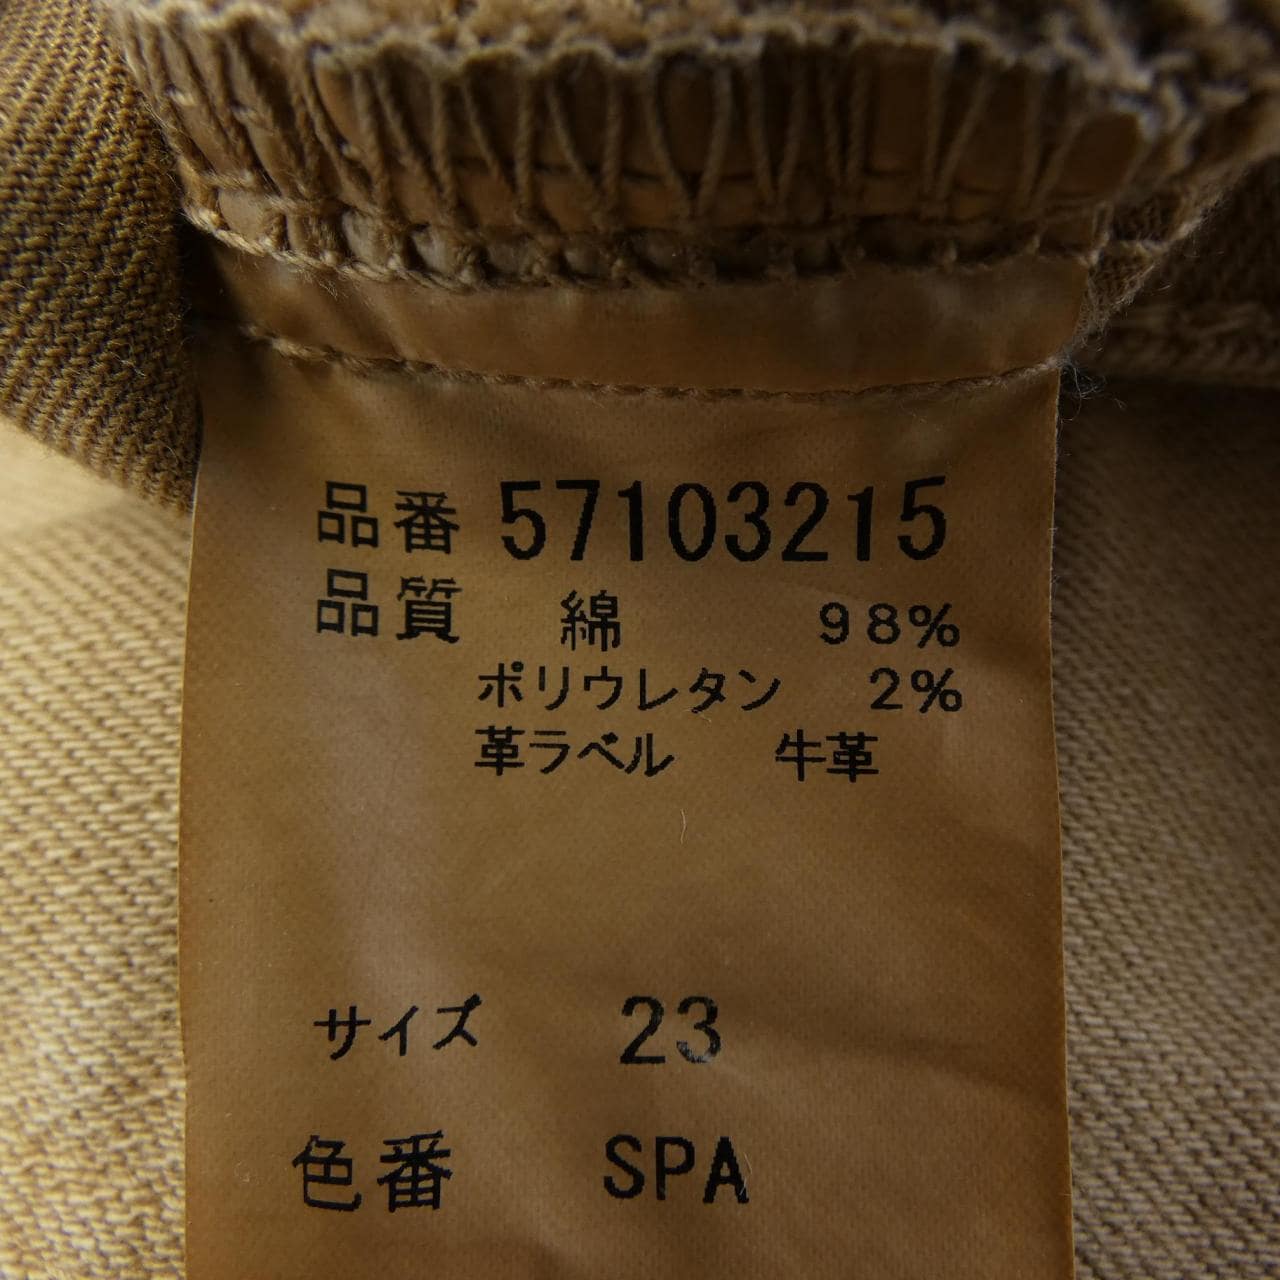 品番 57103215
品質 綿 98%
ポリウレタン 2%
革ラベル 牛革
サイズ 23
色番 SPA